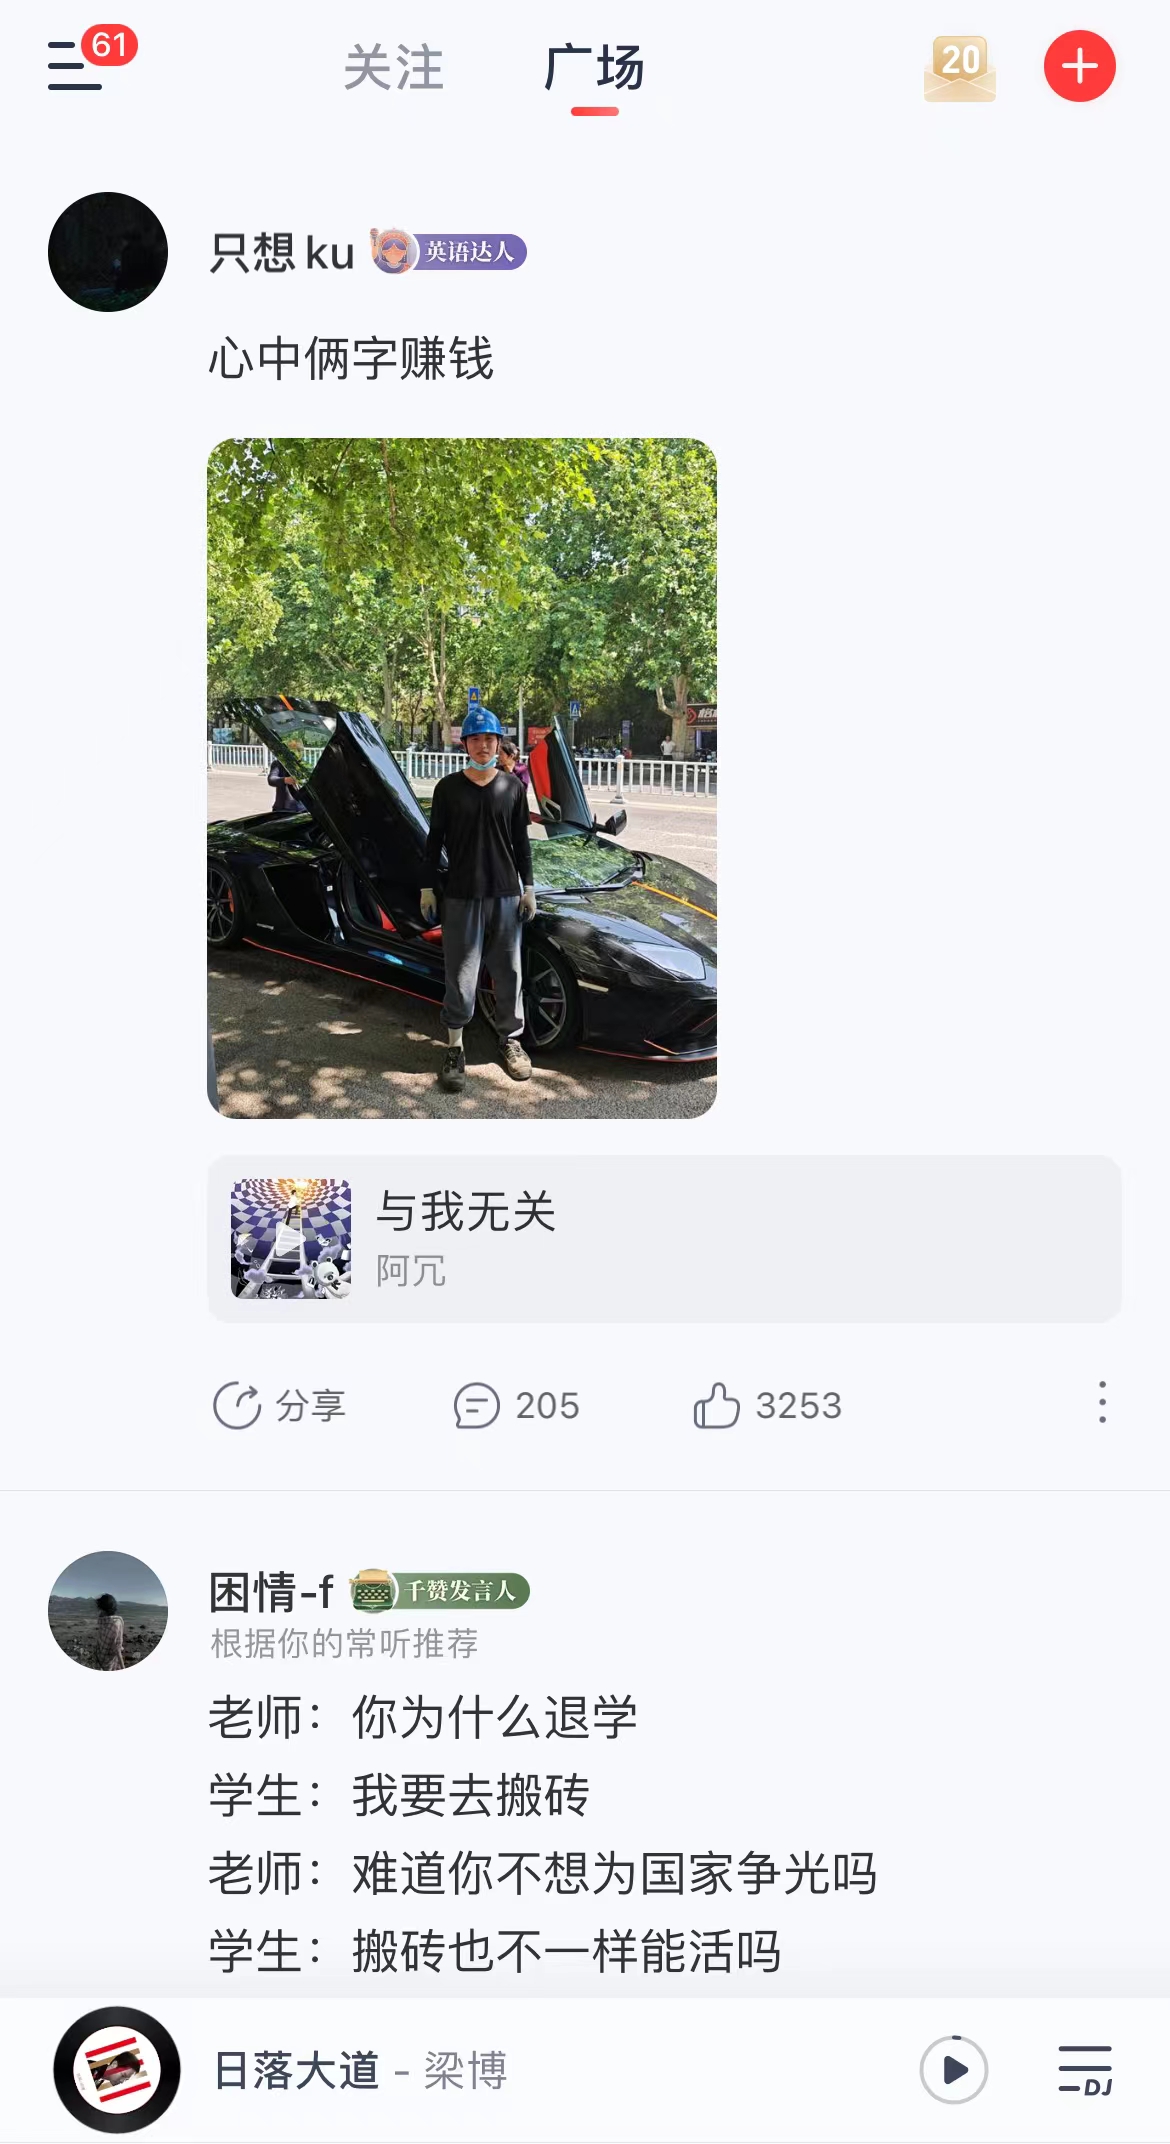 61
关注 广场
20
只想ku 英语达人
心中俩字赚钱
与我无关
阿冗
分享 205 3253
困情-f 千赞发言人
根据你的常听推荐
老师：你为什么退学
学生：我要去搬砖
老师：难道你不想为国家争光吗
学生：搬砖也不一样能活吗
日落大道 - 梁博
DJ